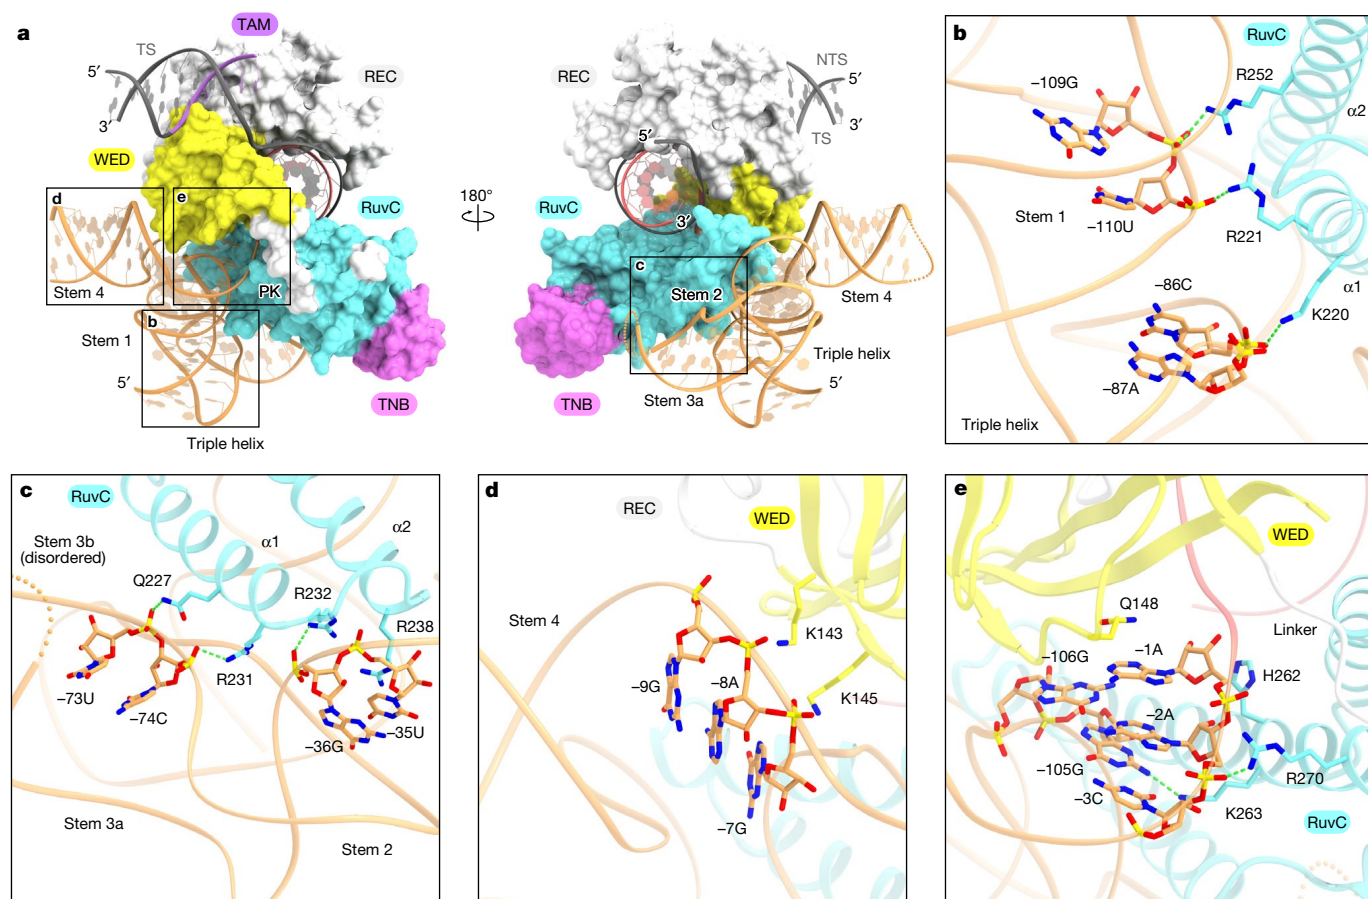 a
TAM
TS
5′
REC
3′
WED
d
e
RuvC
PK
Stem 4
b
Stem 1
5′
TNB
Triple helix
180°
REC
NTS
5′
5′
3′
TS
RuvC
3′
c
Stem 2
Stem 4
Triple helix
5′
Stem 3a
TNB
b
RuvC
R252
–109G
α2
Stem 1
–110U
R221
α1
–86C
K220
–87A
Triple helix
c
RuvC
α1
α2
Stem 3b
(disordered)
Q227
R232
R238
R231
–73U
–74C
–36G
–35U
Stem 3a
Stem 2
d
REC
WED
Stem 4
K143
–9G
–8A
K145
–7G
e
WED
Q148
Linker
–1A
–106G
H262
–2A
–105G
R270
–3C
K263
RuvC